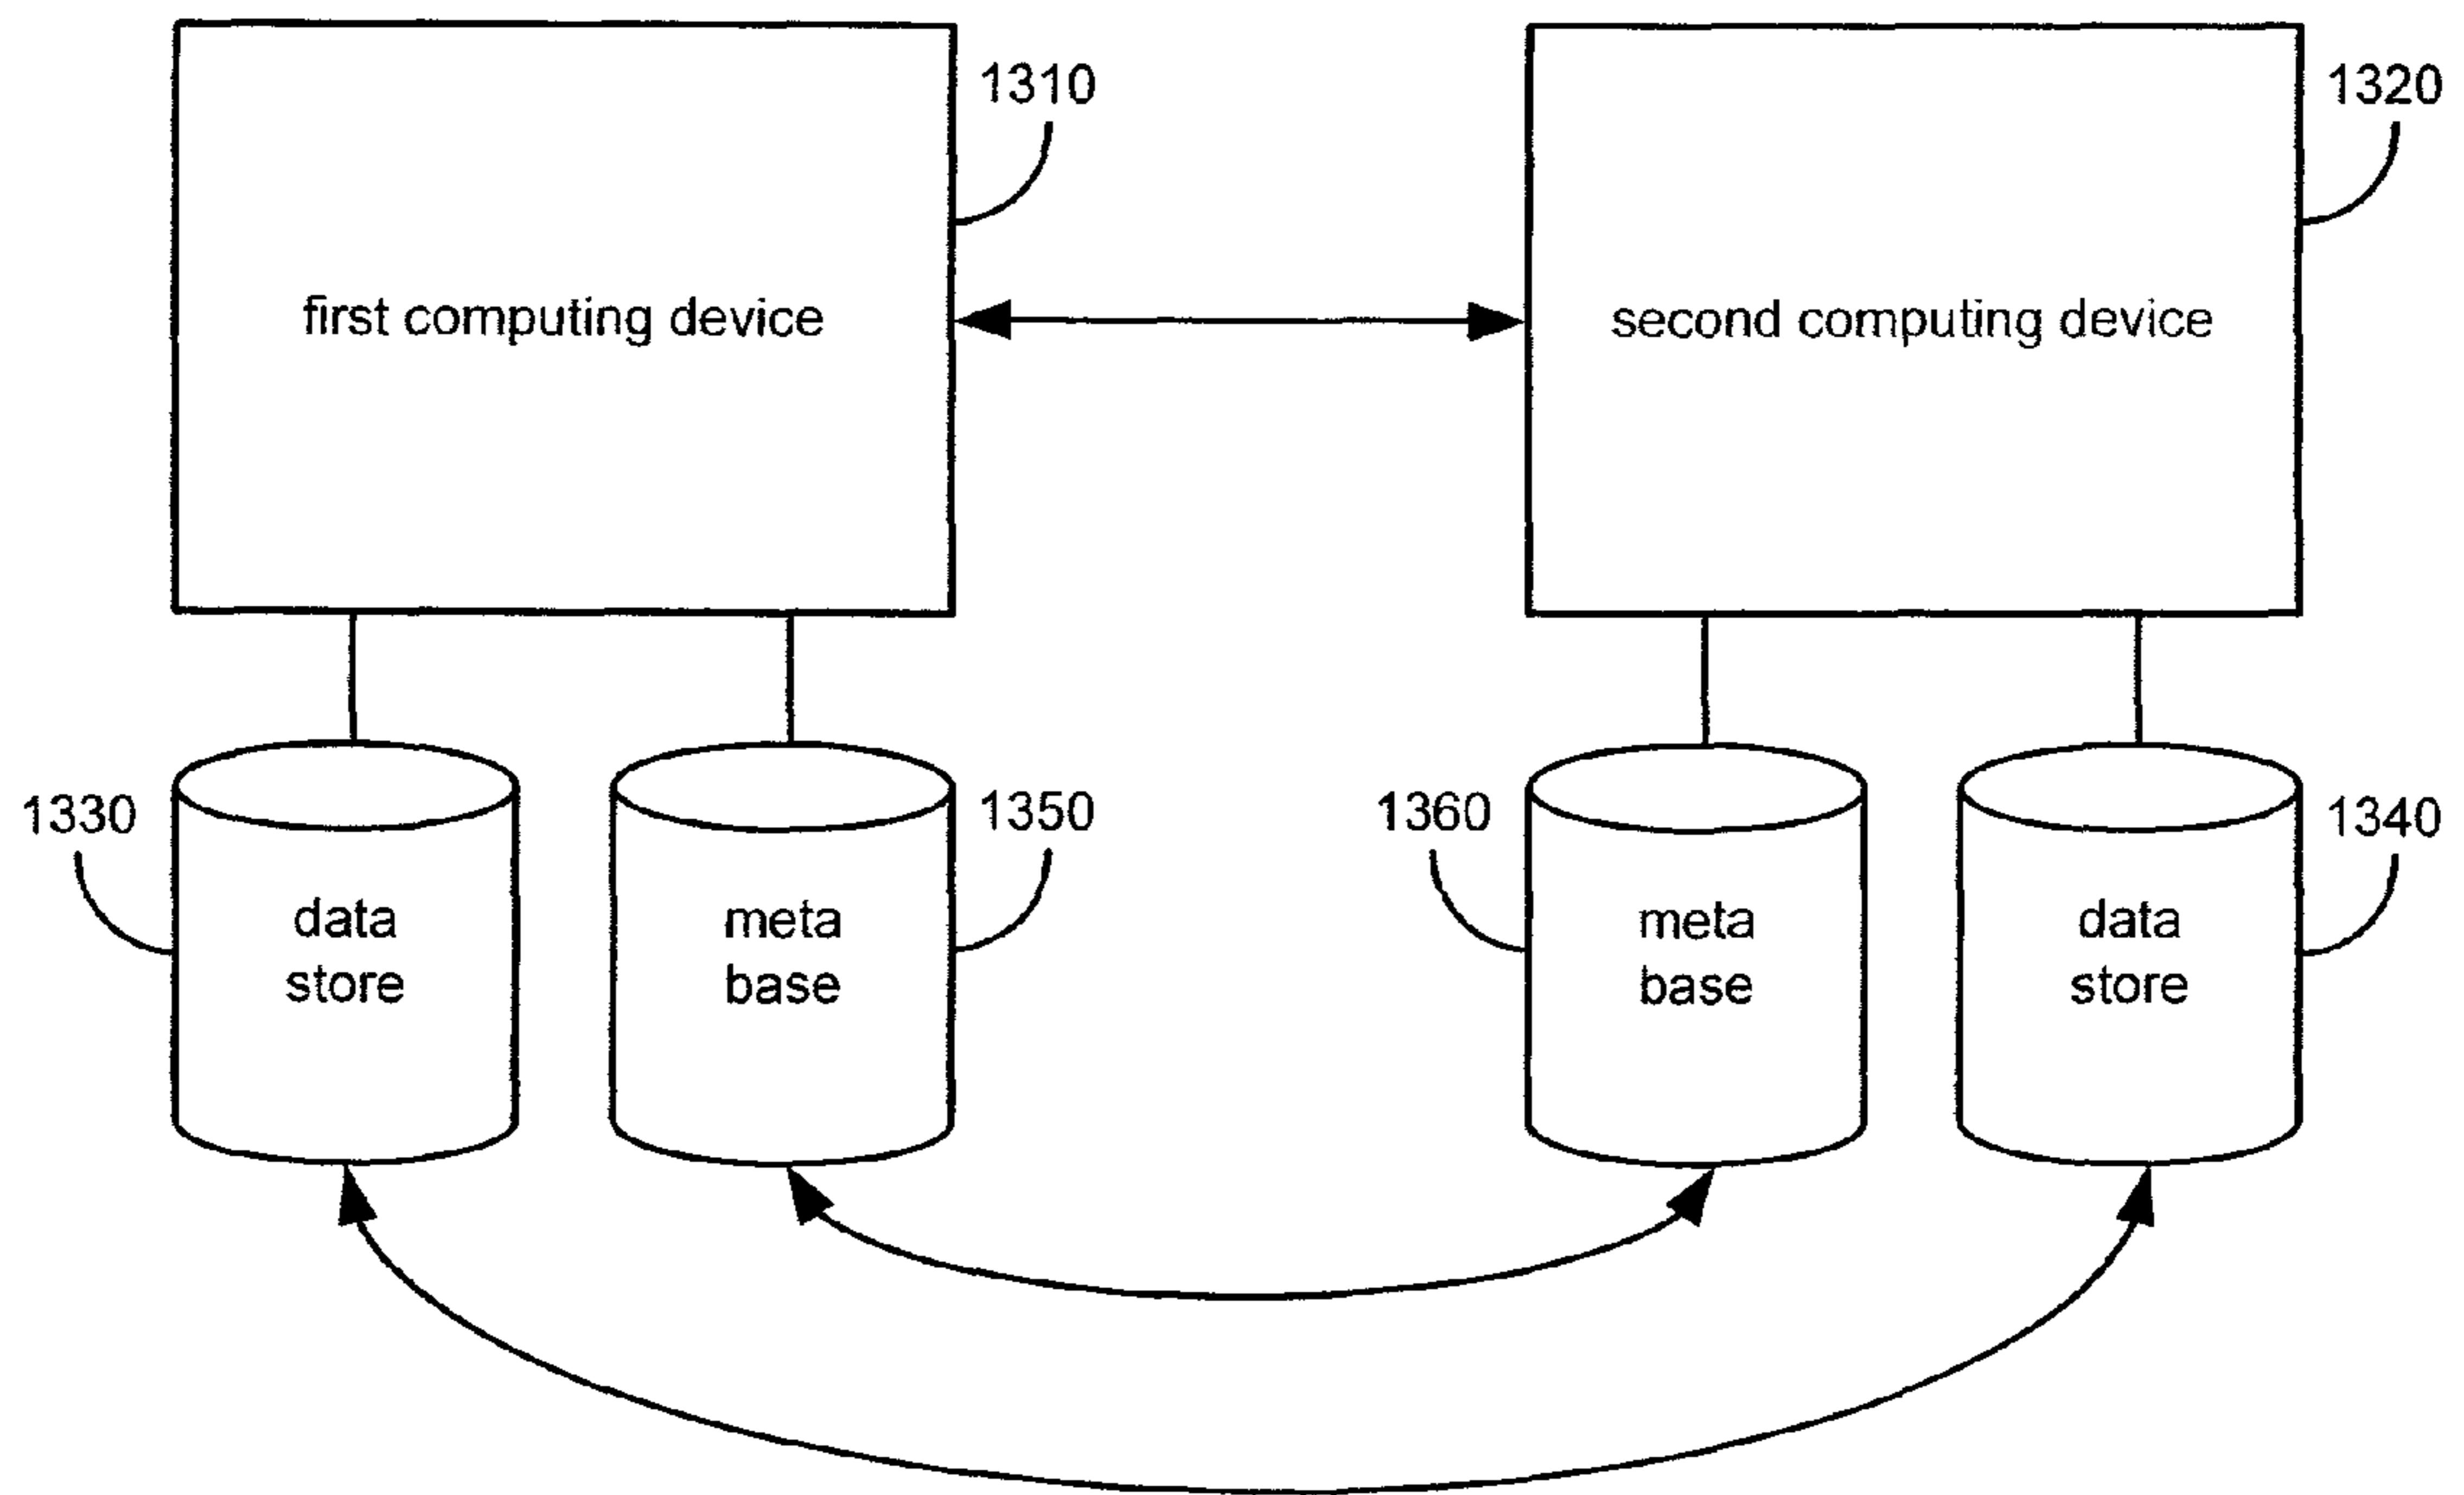 1310
1320
first computing device
second computing device
1330
1350
1360
1340
data
store
meta
base
meta
base
data
store